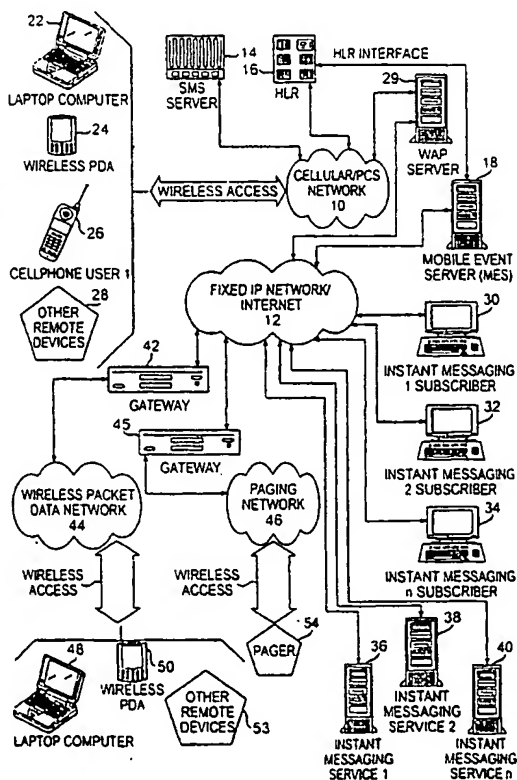 22
LAPTOP COMPUTER
24
WIRELESS PDA
26
CELLPHONE USER 1
28
OTHER
REMOTE
DEVICES
14
SMS
SERVER
16
HLR
HLR INTERFACE
29
WAP
SERVER
18
MOBILE EVENT
SERVER (MES)
WIRELESS ACCESS
CELLULAR/PCS
NETWORK
10
FIXED IP NETWORK/
INTERNET
12
30
INSTANT MESSAGING
1 SUBSCRIBER
32
INSTANT MESSAGING
2 SUBSCRIBER
34
INSTANT MESSAGING
n SUBSCRIBER
42
GATEWAY
45
GATEWAY
WIRELESS PACKET
DATA NETWORK
44
PAGING
NETWORK
46
WIRELESS
ACCESS
WIRELESS
ACCESS
48
LAPTOP COMPUTER
50
WIRELESS
PDA
OTHER
REMOTE
DEVICES
53
PAGER
54
36
INSTANT
MESSAGING
SERVICE 1
38
INSTANT
MESSAGING
SERVICE 2
40
INSTANT
MESSAGING
SERVICE n